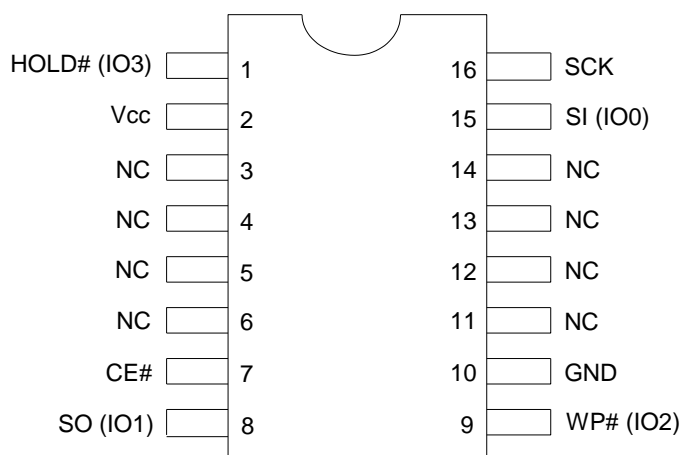 HOLD# (IO3) 1 16 SCK
Vcc 2 15 SI (IO0)
NC 3 14 NC
NC 4 13 NC
NC 5 12 NC
NC 6 11 NC
CE# 7 10 GND
SO (IO1) 8 9 WP# (IO2)